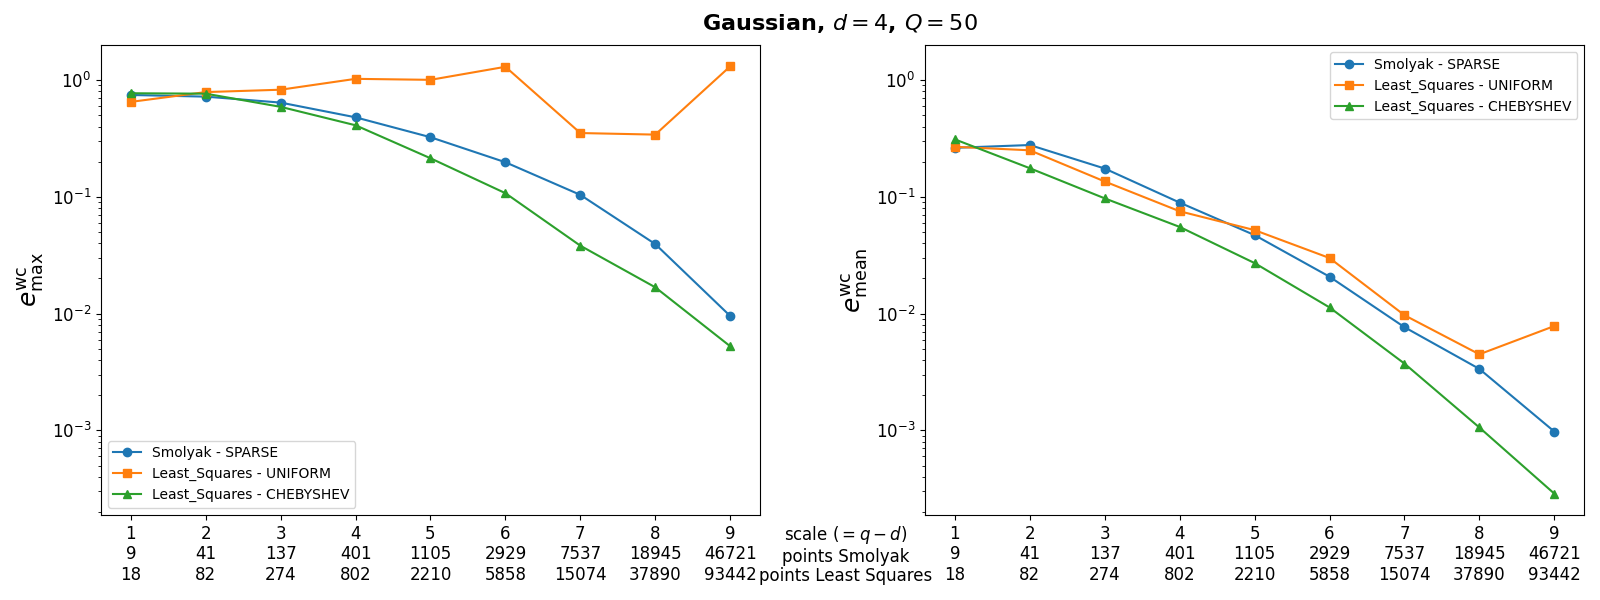 Gaussian, d = 4, Q = 50
10⁰
10⁻¹
10⁻²
10⁻³
e^wc_max
Smolyak - SPARSE
Least_Squares - UNIFORM
Least_Squares - CHEBYSHEV
10⁰
10⁻¹
10⁻²
10⁻³
e^wc_mean
Smolyak - SPARSE
Least_Squares - UNIFORM
Least_Squares - CHEBYSHEV
1 2 3 4 5 6 7 8 9 scale (= q − d) 1 2 3 4 5 6 7 8 9
9 41 137 401 1105 2929 7537 18945 46721 points Smolyak 9 41 137 401 1105 2929 7537 18945 46721
18 82 274 802 2210 5858 15074 37890 93442 points Least Squares 18 82 274 802 2210 5858 15074 37890 93442